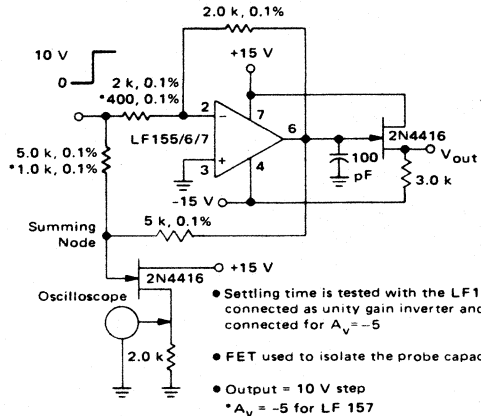 2.0 k, 0.1%
+15 V
10 V
0
2 k, 0.1%
*400, 0.1%
2
7
LF155/6/7
6
2N4416
Vout
3
4
100
pF
3.0 k
5.0 k, 0.1%
*1.0 k, 0.1%
-15 V
5 k, 0.1%
Summing
Node
+15 V
2N4416
Oscilloscope
2.0 k
• Settling time is tested with the LF1
connected as unity gain inverter and
connected for Av = -5
• FET used to isolate the probe capac
• Output = 10 V step
*Av = -5 for LF 157